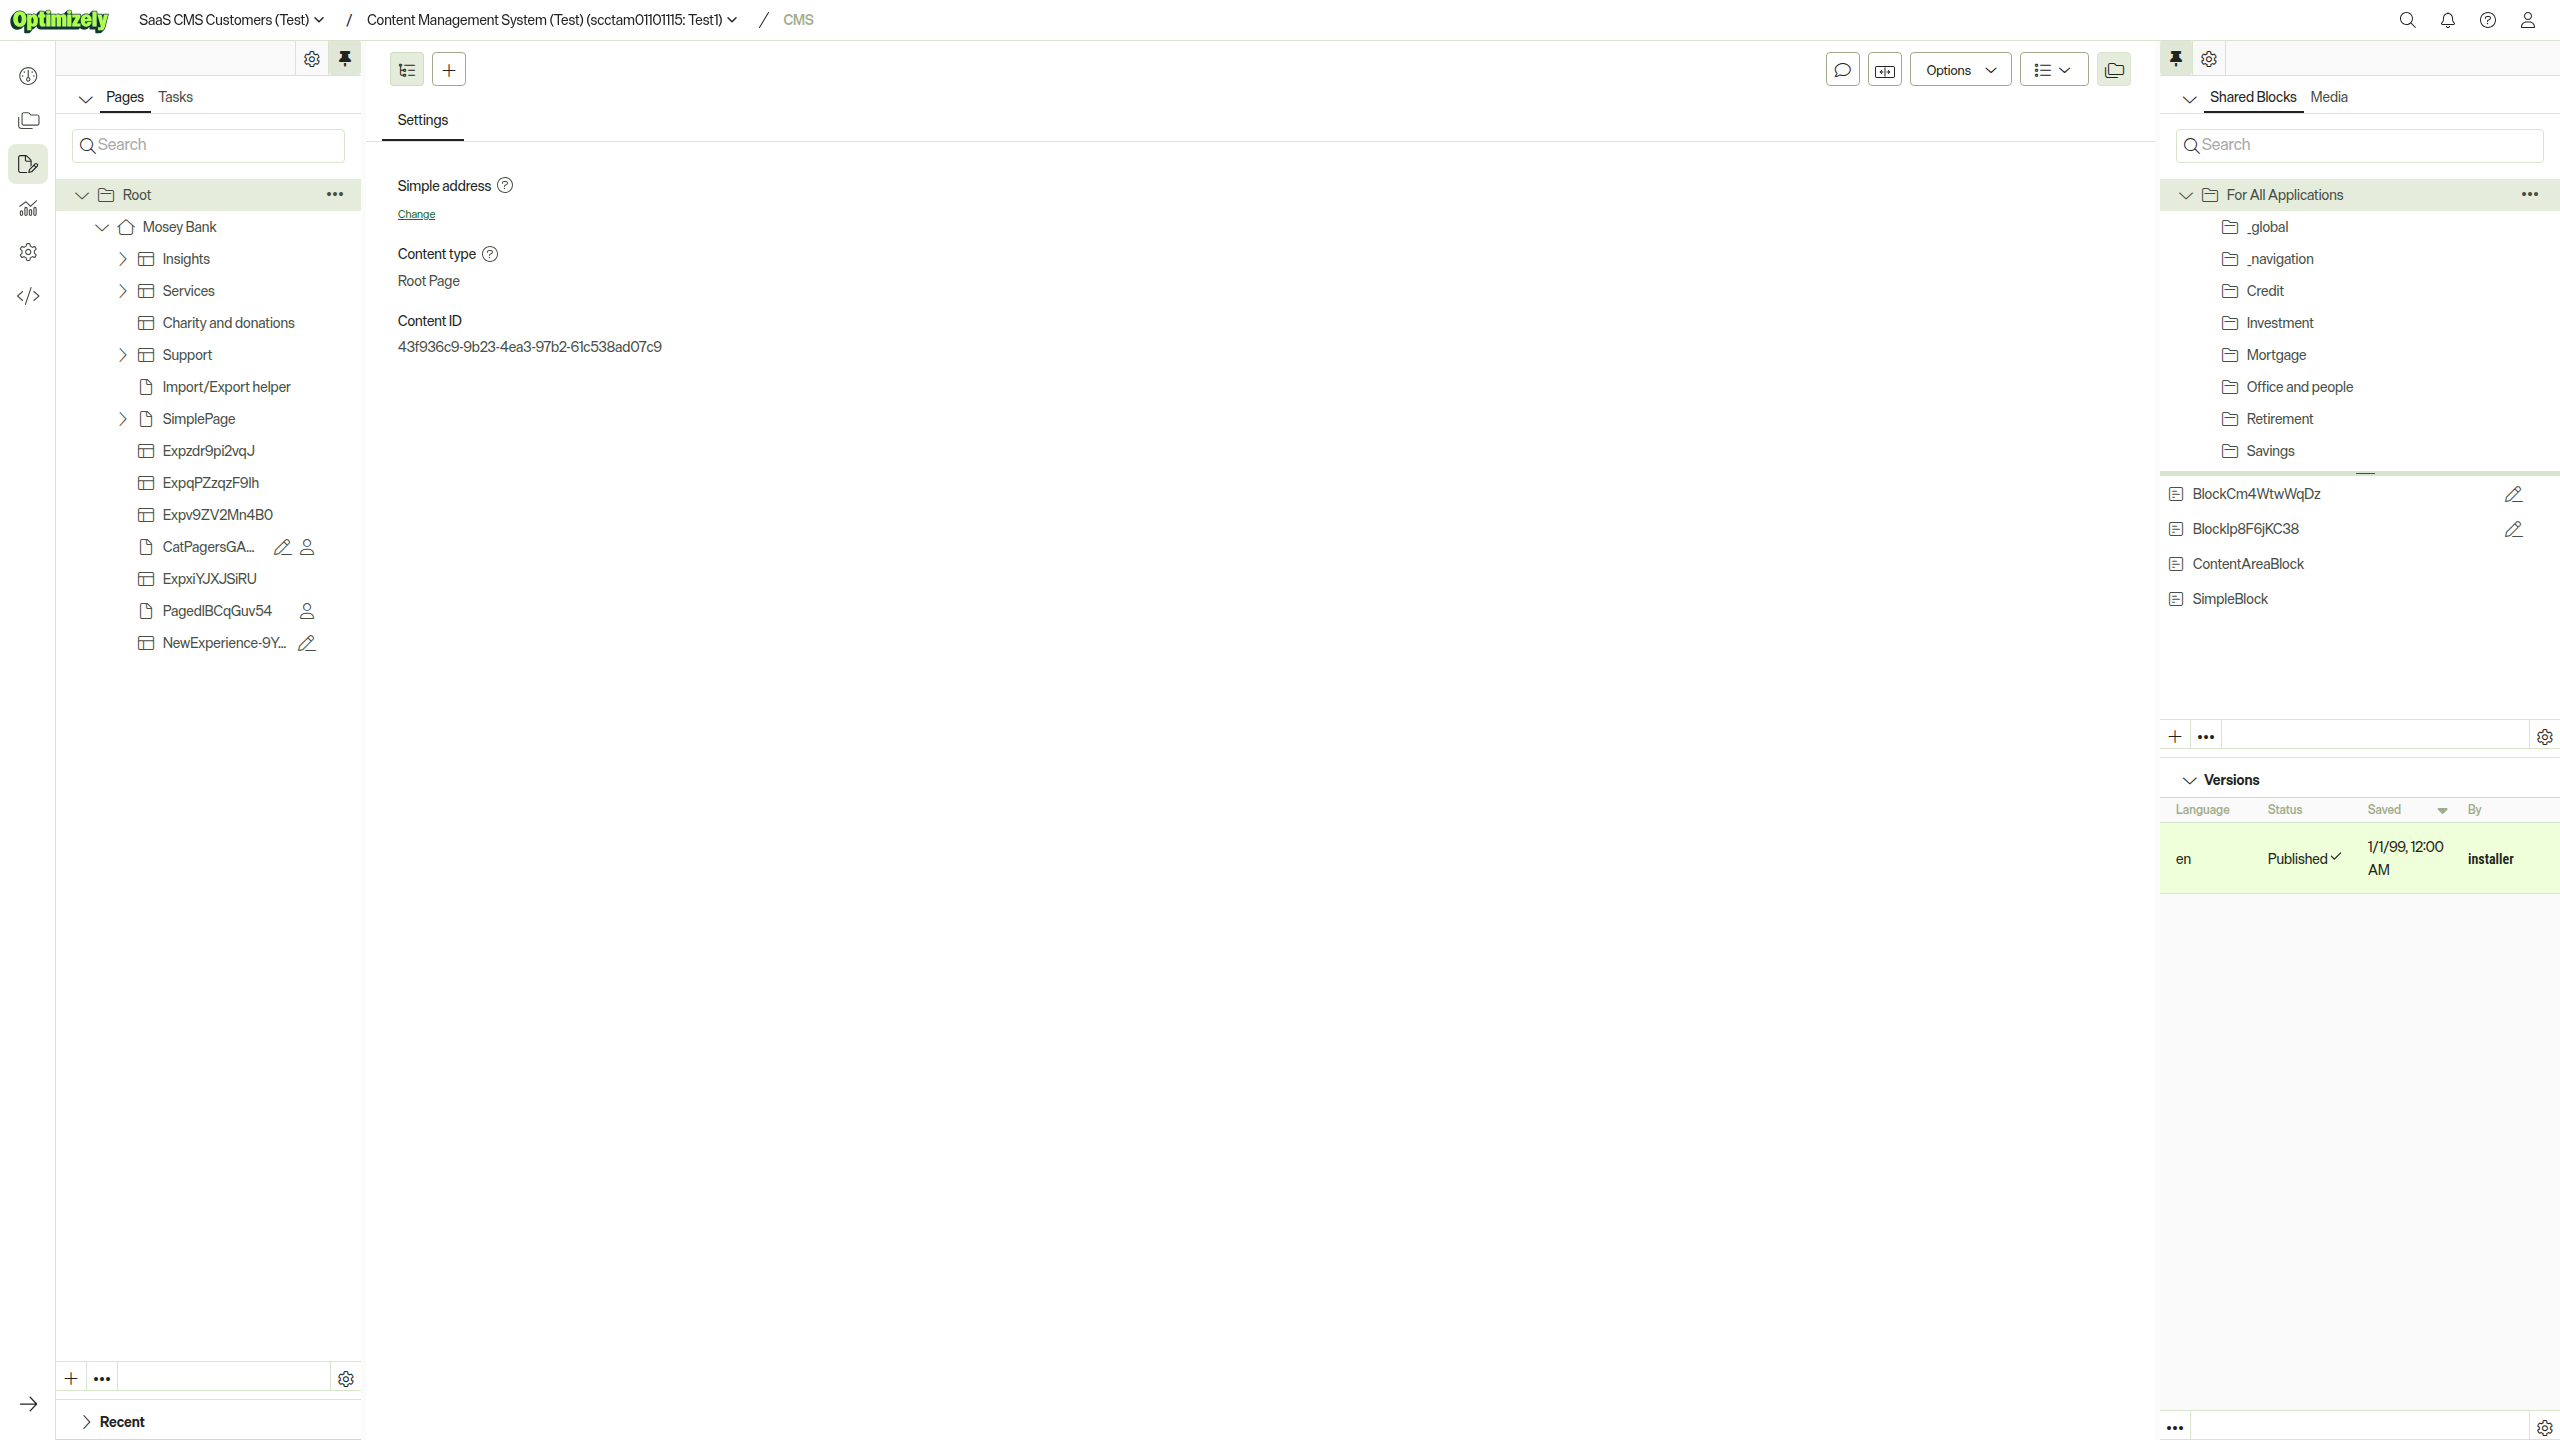 Optimizely
SaaS CMS Customers (Test) / Content Management System (Test) (scctam01101115: Test1) / CMS
Pages Tasks
Search
Root
Mosey Bank
Insights
Services
Charity and donations
Support
Import/Export helper
SimplePage
Expzdr9pi2vqJ
ExpqPZzqzF9Ih
Expv9ZV2Mn4B0
CatPagersGA...
ExpxiYJXJSiRU
PagedIBCqGuv54
NewExperience-9Y...
Recent
Options
Settings
Simple address
Change
Content type
Root Page
Content ID
43f936c9-9b23-4ea3-97b2-61c538ad07c9
Shared Blocks Media
Search
For All Applications
_global
_navigation
Credit
Investment
Mortgage
Office and people
Retirement
Savings
BlockCm4WtwWqDz
BlockIp8F6jKC38
ContentAreaBlock
SimpleBlock
Versions
Language Status Saved By
en Published 1/1/99, 12:00 AM installer